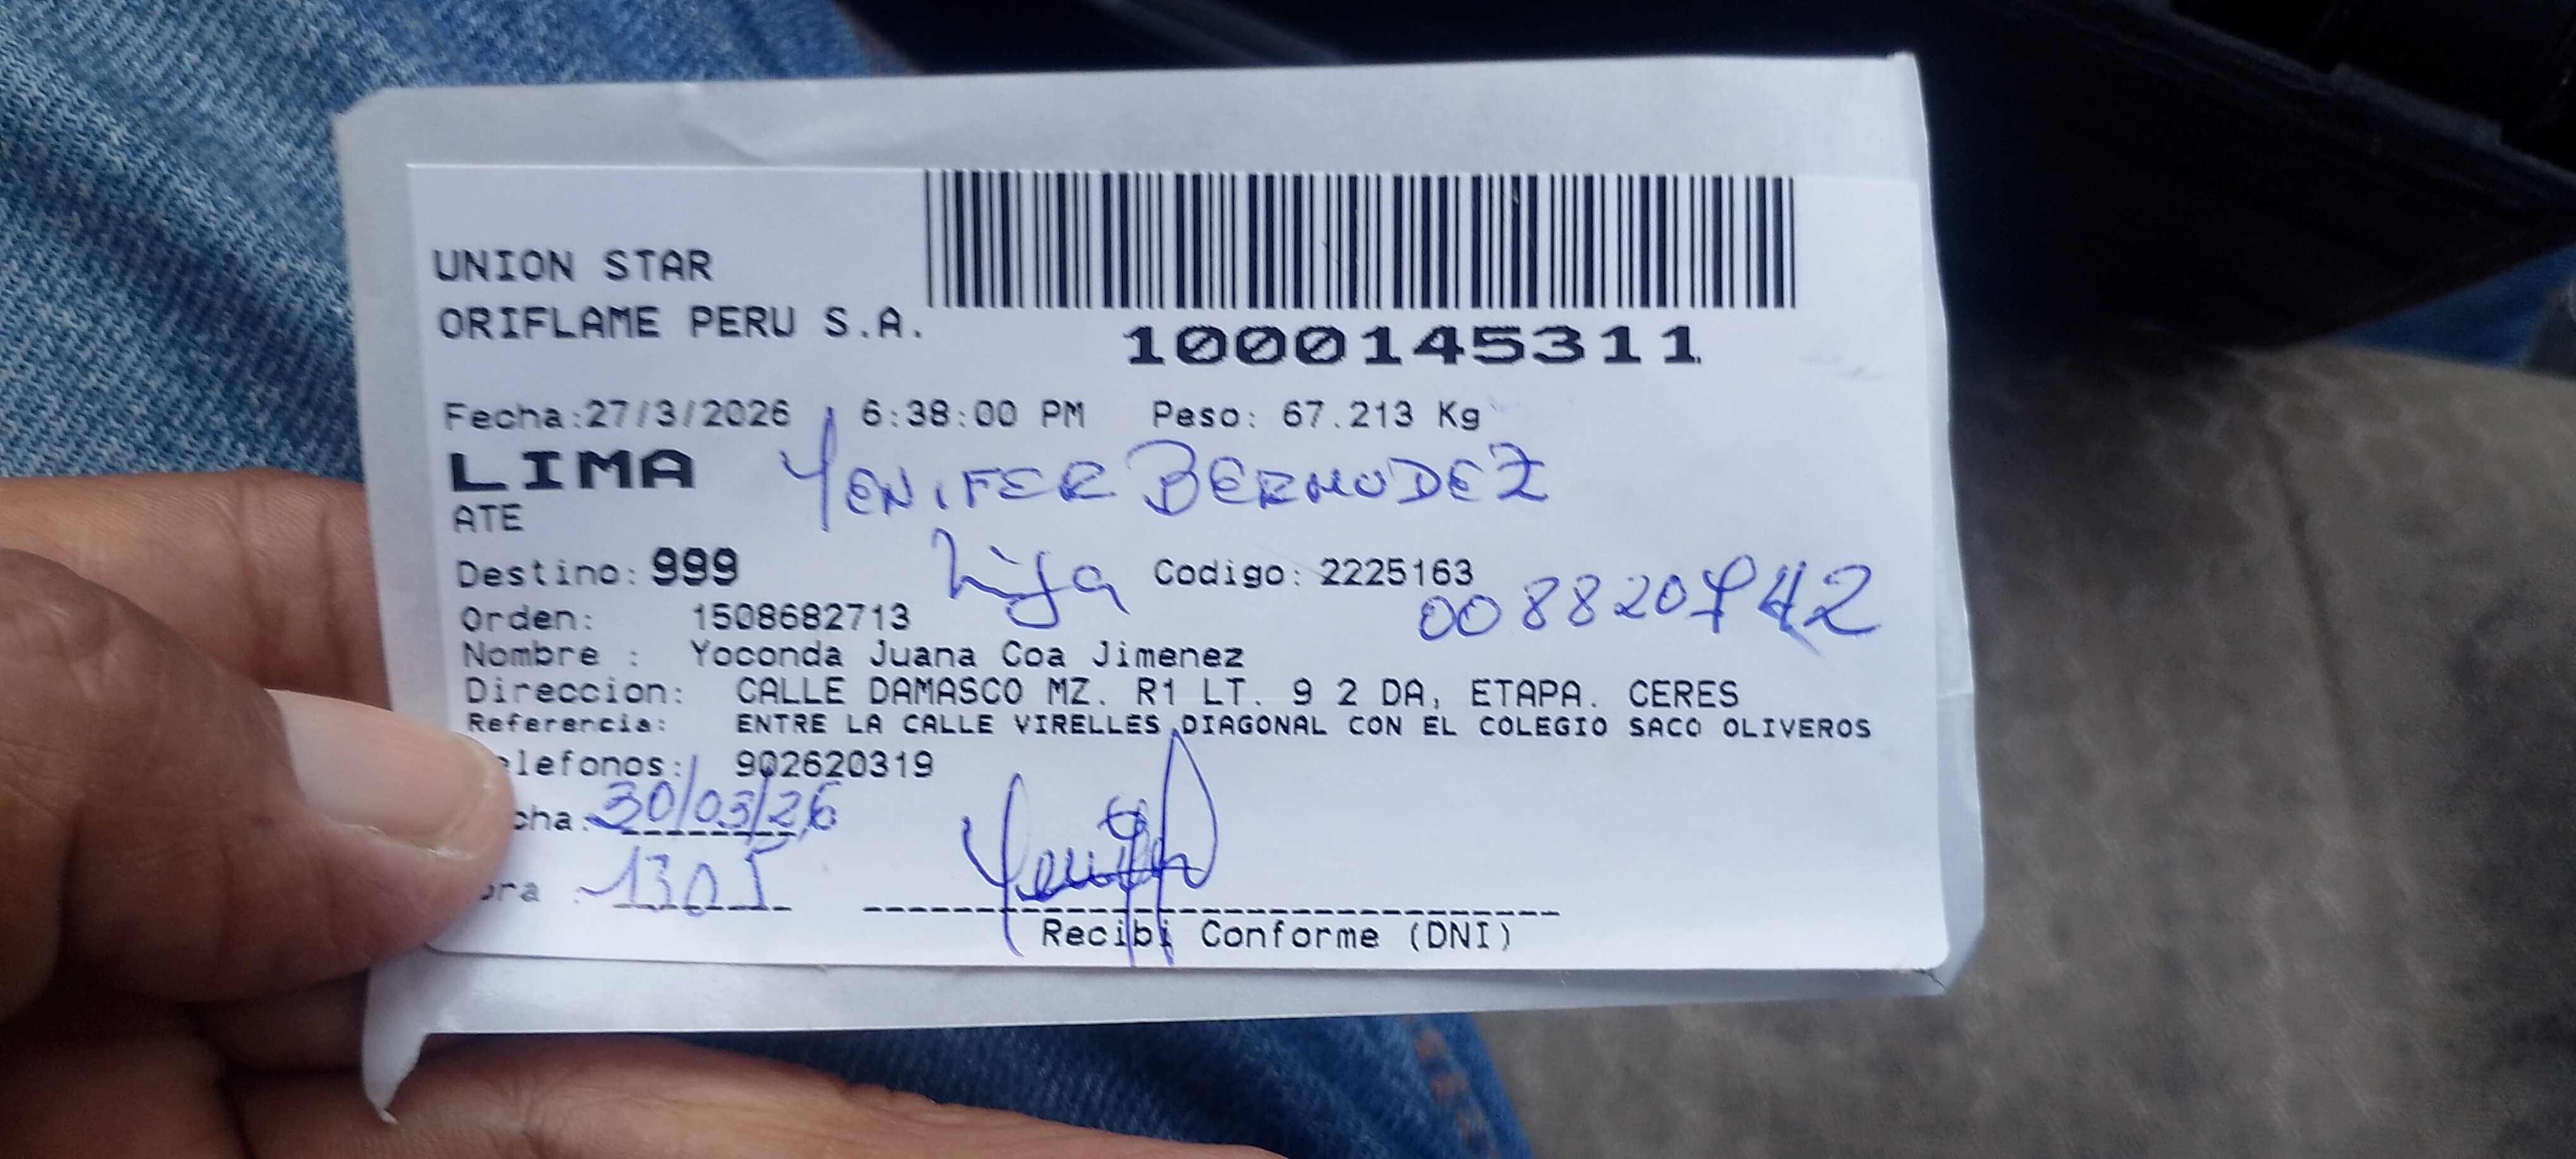 UNION STAR
ORIFLAME PERU S.A.
1000145311
Fecha:27/3/2026 6:38:00 PM Peso: 67.213 Kg
LIMA YENIFER BERMUDEZ
ATE
Destino: 999 Hija Codigo: 2225163
008820742
Orden: 1508682713
Nombre : Yoconda Juana Coa Jimenez
Direccion: CALLE DAMASCO MZ. R1 LT. 9 2 DA, ETAPA. CERES
Referencia: ENTRE LA CALLE VIRELLES DIAGONAL CON EL COLEGIO SACO OLIVEROS
elefonos: 902620319
cha: 30/03/26
ora : 1305
Recibi Conforme (DNI)